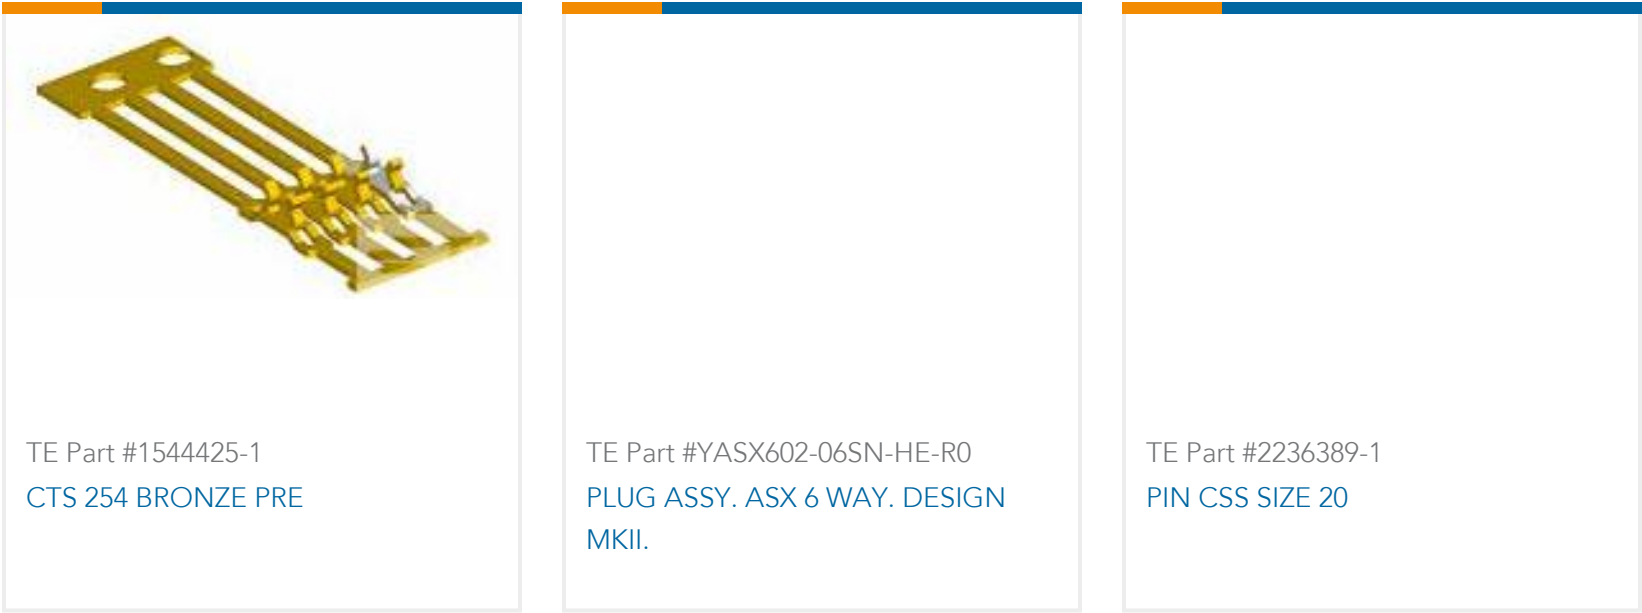 TE Part #1544425-1
CTS 254 BRONZE PRE
TE Part #YASX602-06SN-HE-R0
PLUG ASSY. ASX 6 WAY. DESIGN
MKII.
TE Part #2236389-1
PIN CSS SIZE 20